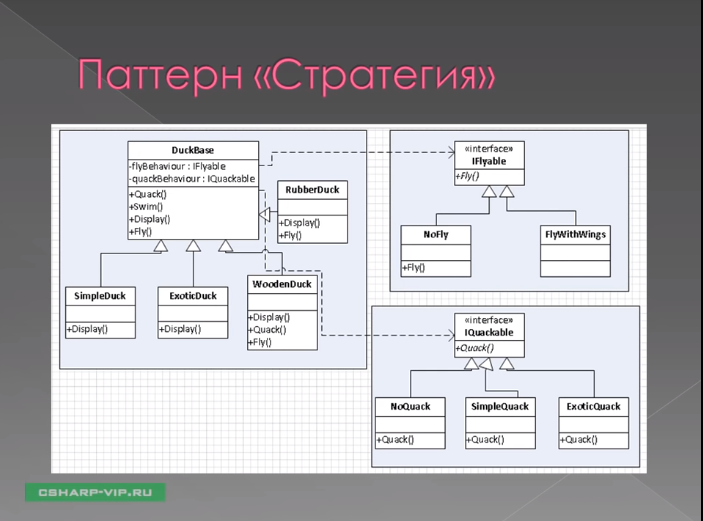 Паттерн «Стратегия»
DuckBase
-flyBehaviour : IFlyable
-quackBehaviour : IQuackable
+Quack()
+Swim()
+Display()
+Fly()
RubberDuck
+Display()
+Fly()
SimpleDuck
+Display()
ExoticDuck
+Display()
WoodenDuck
+Display()
+Quack()
+Fly()
«interface»
IFlyable
+Fly()
NoFly
+Fly()
FlyWithWings
«interface»
IQuackable
+Quack()
NoQuack
+Quack()
SimpleQuack
+Quack()
ExoticQuack
+Quack()
CSHARP-VIP.RU